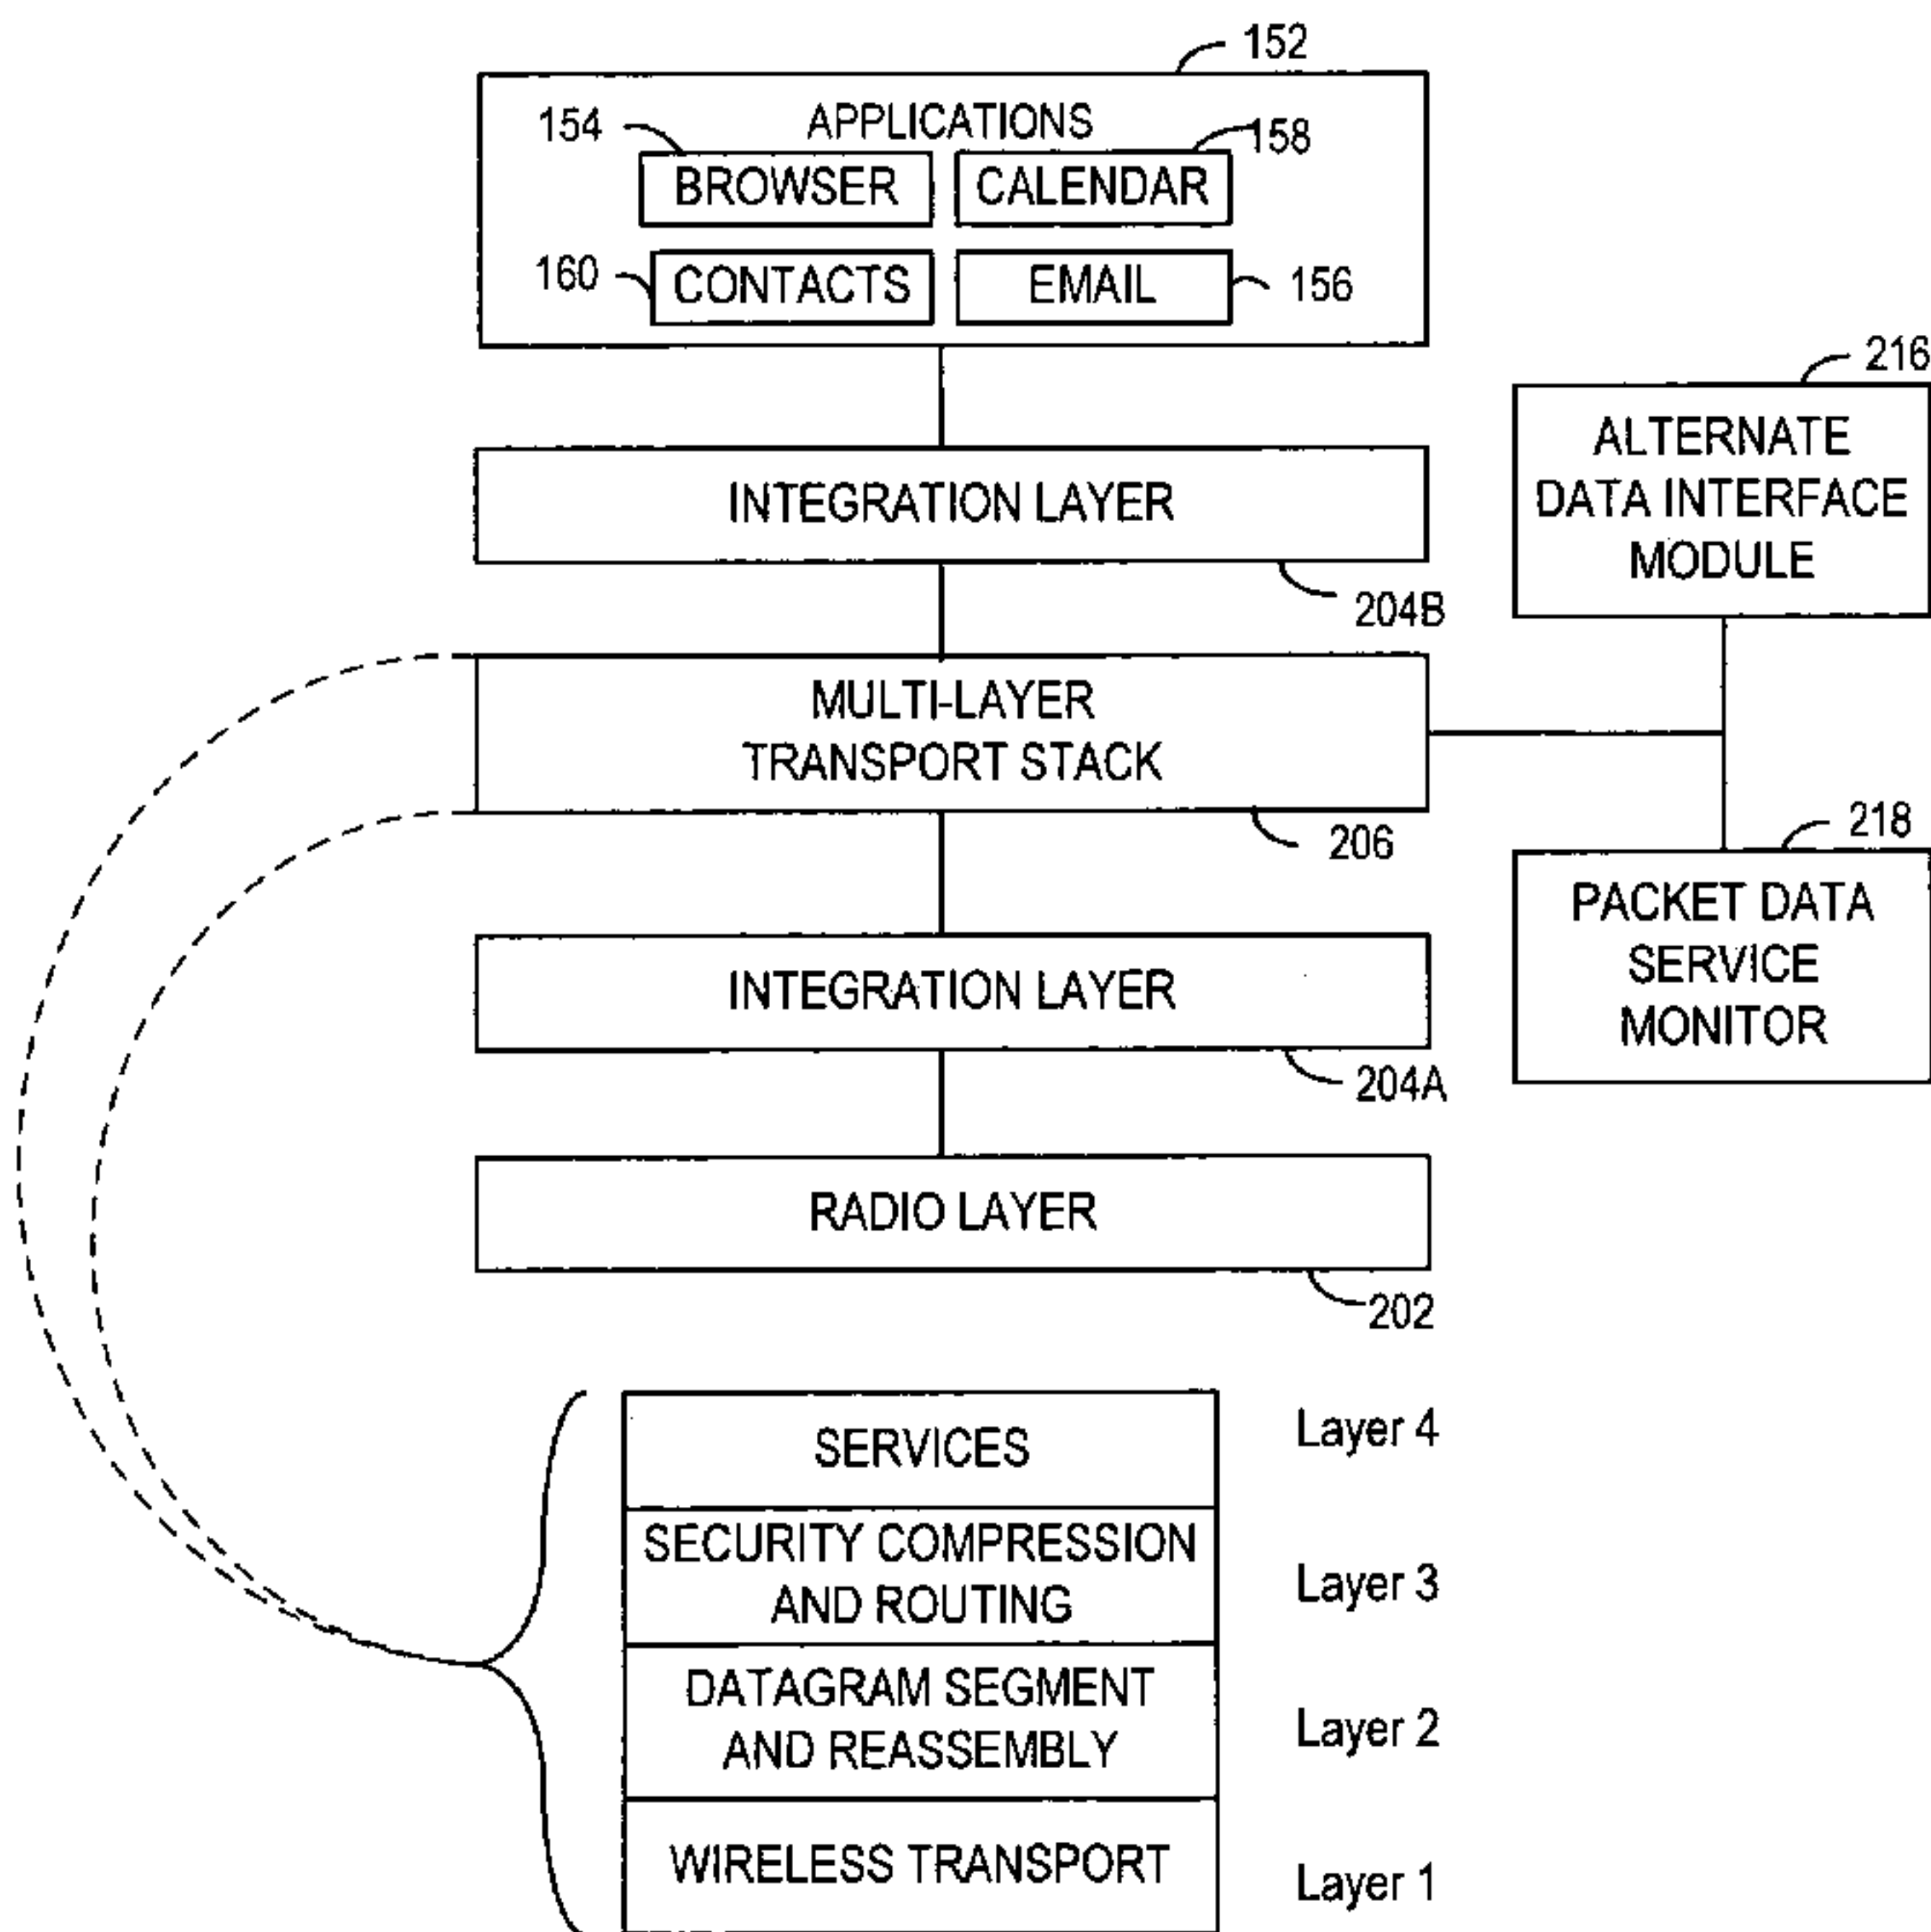 152
APPLICATIONS
154
158
BROWSER
CALENDAR
160
CONTACTS
EMAIL
156
216
ALTERNATE
DATA INTERFACE
MODULE
INTEGRATION LAYER
204B
MULTI-LAYER
TRANSPORT STACK
206
218
PACKET DATA
SERVICE
MONITOR
INTEGRATION LAYER
204A
RADIO LAYER
202
SERVICES
Layer 4
SECURITY COMPRESSION
AND ROUTING
Layer 3
DATAGRAM SEGMENT
AND REASSEMBLY
Layer 2
WIRELESS TRANSPORT
Layer 1